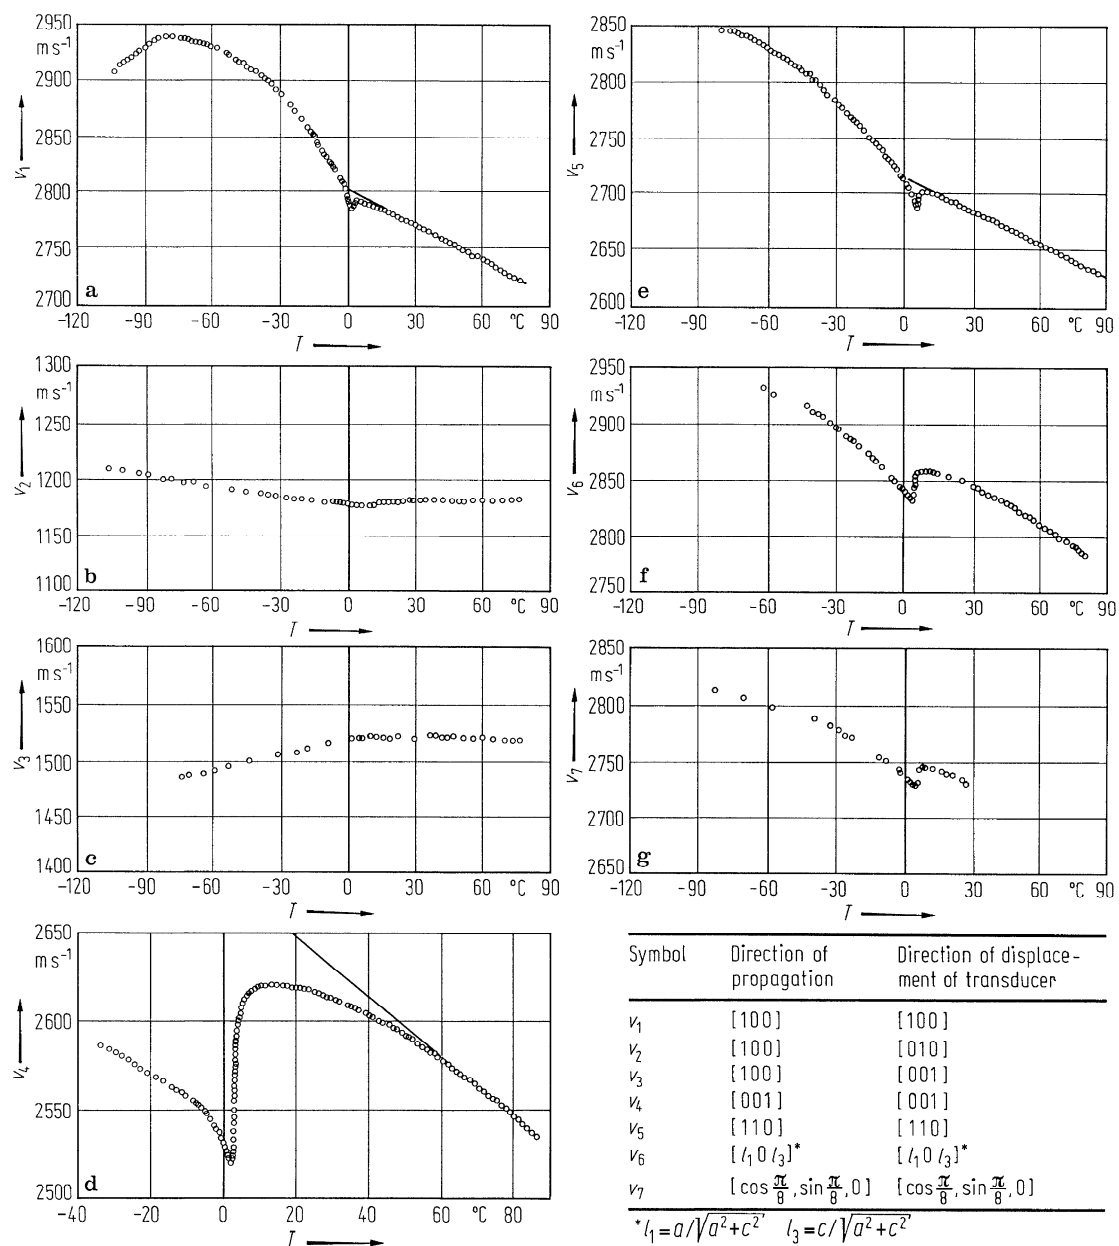 2950
m s⁻¹
2900
2850
v₁
2800
2750
2700
a
−120 −90 −60 −30 0 30 60 °C 90
T
1300
m s⁻¹
1250
v₂
1200
1150
1100
b
−120 −90 −60 −30 0 30 60 °C 90
T
1600
m s⁻¹
1550
v₃
1500
1450
1400
c
−120 −90 −60 −30 0 30 60 °C 90
T
2650
m s⁻¹
2600
v₄
2550
2500
d
−40 −20 0 20 40 60 °C 80
T
2850
m s⁻¹
2800
2750
v₅
2700
2650
2600
e
−120 −90 −60 −30 0 30 60 °C 90
T
2950
m s⁻¹
2900
v₆
2850
2800
2750
f
−120 −90 −60 −30 0 30 60 °C 90
T
2850
m s⁻¹
2800
v₇
2750
2700
2650
g
−120 −90 −60 −30 0 30 60 °C 90
T
Symbol Direction of propagation Direction of displace-ment of transducer
v₁ [100] [100]
v₂ [100] [010]
v₃ [100] [001]
v₄ [001] [001]
v₅ [110] [110]
v₆ [l₁0l₃]* [l₁0l₃]*
v₇ [cos π/8, sin π/8, 0] [cos π/8, sin π/8, 0]
*l₁=a/√(a²+c²) l₃=c/√(a²+c²)